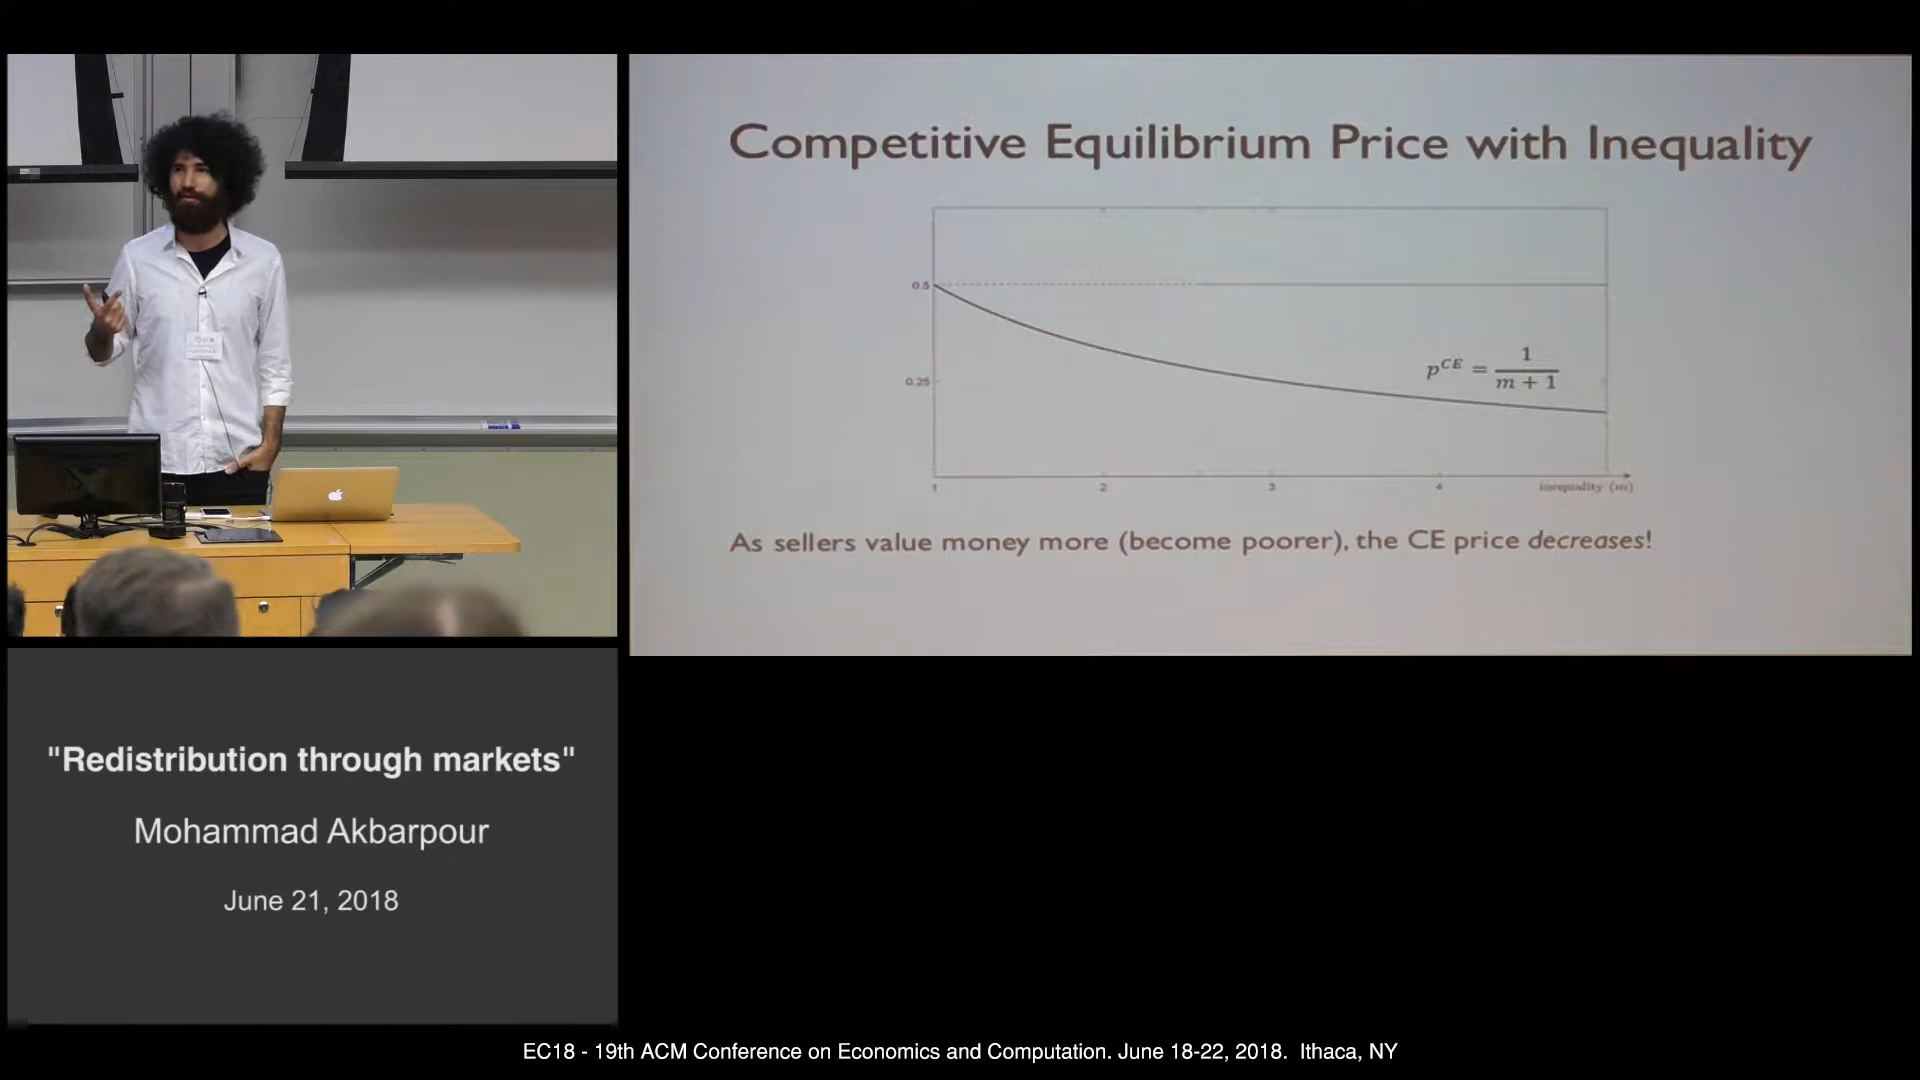 Competitive Equilibrium Price with Inequality
0.5
0.25
p^CE = 1 / (m + 1)
1 2 3 4 inequality (m)
As sellers value money more (become poorer), the CE price decreases!
"Redistribution through markets"
Mohammad Akbarpour
June 21, 2018
EC18 - 19th ACM Conference on Economics and Computation. June 18-22, 2018. Ithaca, NY